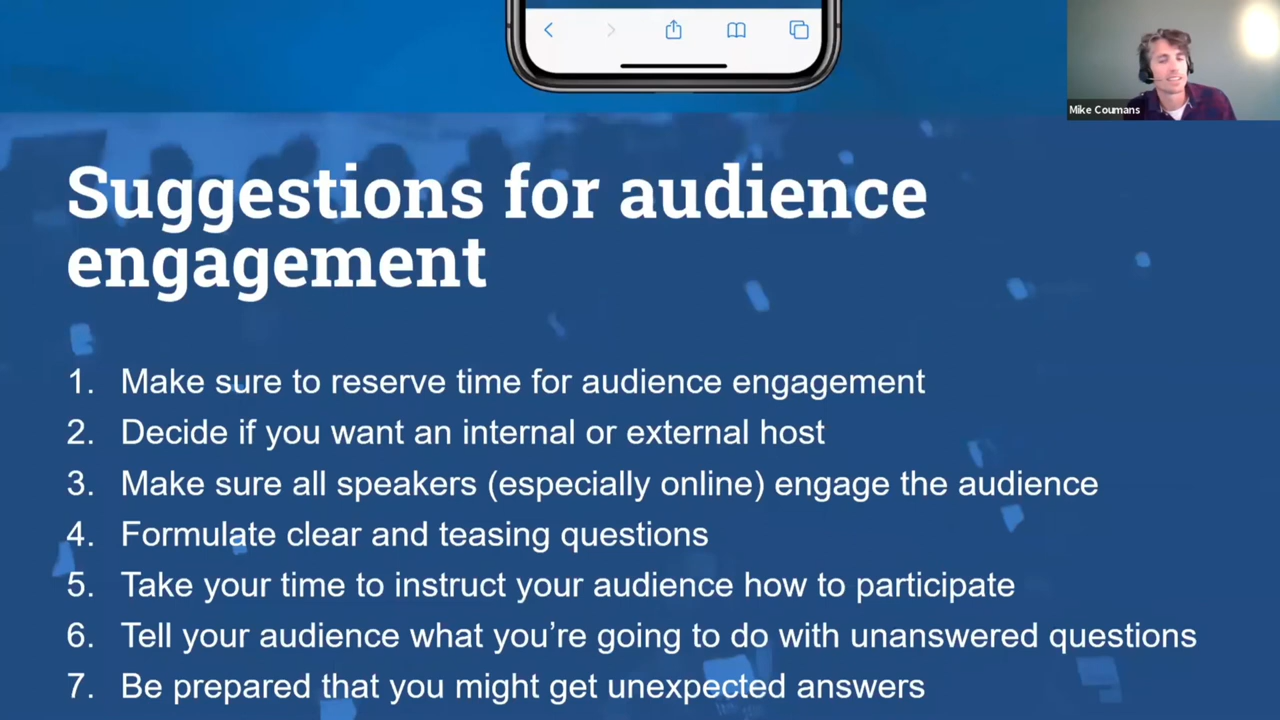 Mike Coumans
Suggestions for audience
engagement
1. Make sure to reserve time for audience engagement
2. Decide if you want an internal or external host
3. Make sure all speakers (especially online) engage the audience
4. Formulate clear and teasing questions
5. Take your time to instruct your audience how to participate
6. Tell your audience what you’re going to do with unanswered questions
7. Be prepared that you might get unexpected answers